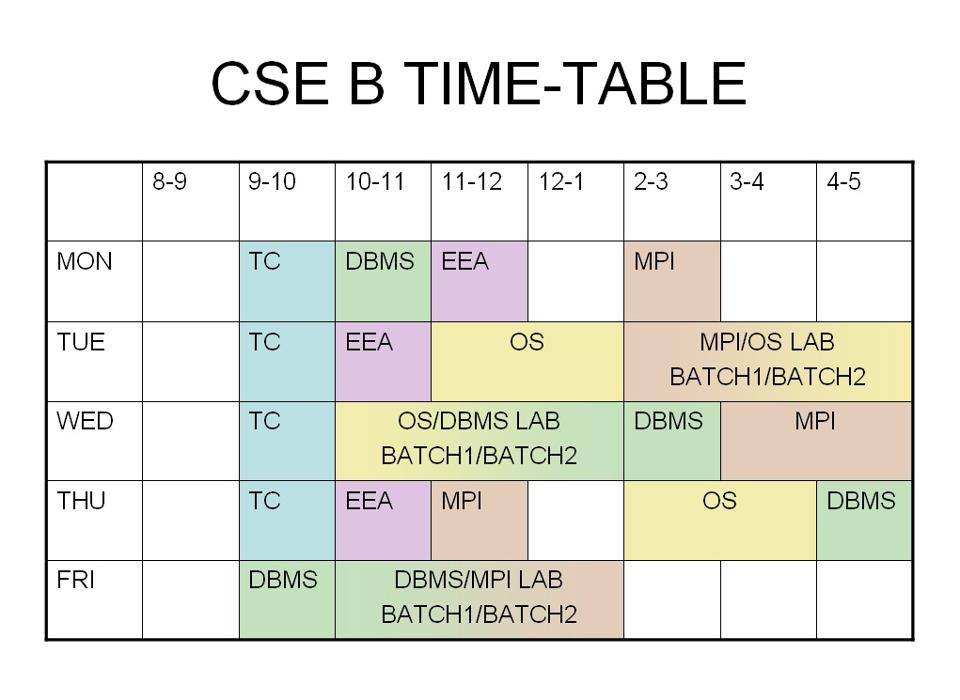 CSE B TIME-TABLE
8-9 9-10 10-11 11-12 12-1 2-3 3-4 4-5
MON TC DBMS EEA MPI
TUE TC EEA OS MPI/OS LAB
BATCH1/BATCH2
WED TC OS/DBMS LAB DBMS MPI
BATCH1/BATCH2
THU TC EEA MPI OS DBMS
FRI DBMS DBMS/MPI LAB
BATCH1/BATCH2